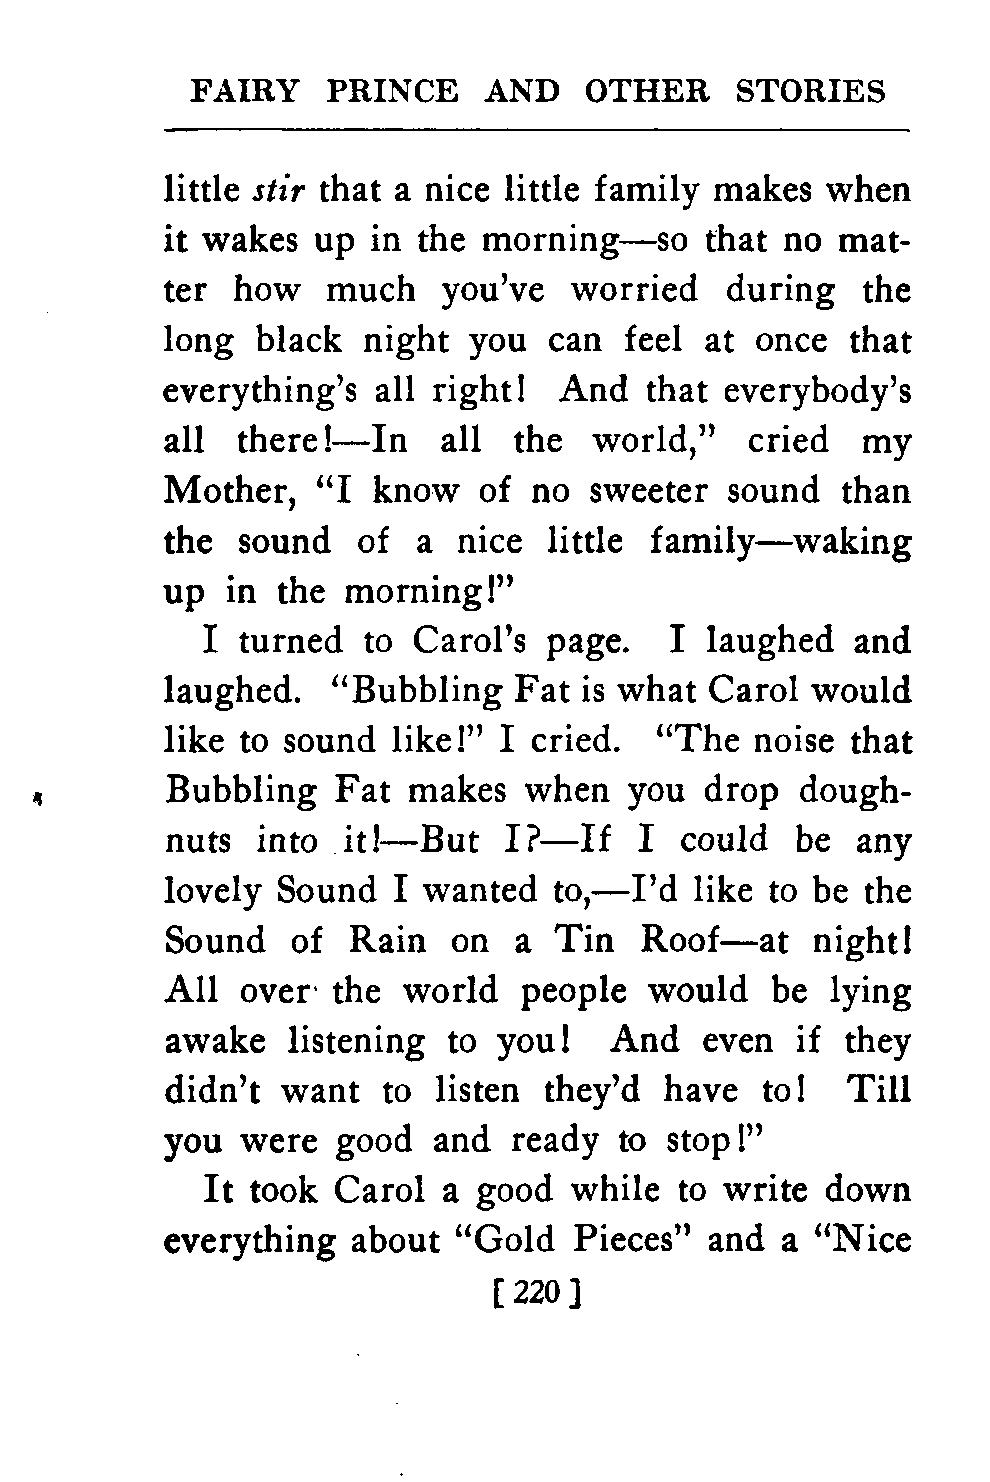 FAIRY PRINCE AND OTHER STORIES
little stir that a nice little family makes when
it wakes up in the morning—so that no mat-
ter how much you've worried during the
long black night you can feel at once that
everything's all right! And that everybody's
all there!—In all the world," cried my
Mother, "I know of no sweeter sound than
the sound of a nice little family—waking
up in the morning!"
I turned to Carol's page. I laughed and
laughed. "Bubbling Fat is what Carol would
like to sound like!" I cried. "The noise that
Bubbling Fat makes when you drop dough-
nuts into it!—But I?—If I could be any
lovely Sound I wanted to,—I'd like to be the
Sound of Rain on a Tin Roof—at night!
All over the world people would be lying
awake listening to you! And even if they
didn't want to listen they'd have to! Till
you were good and ready to stop!"
It took Carol a good while to write down
everything about "Gold Pieces" and a "Nice
[ 220 ]